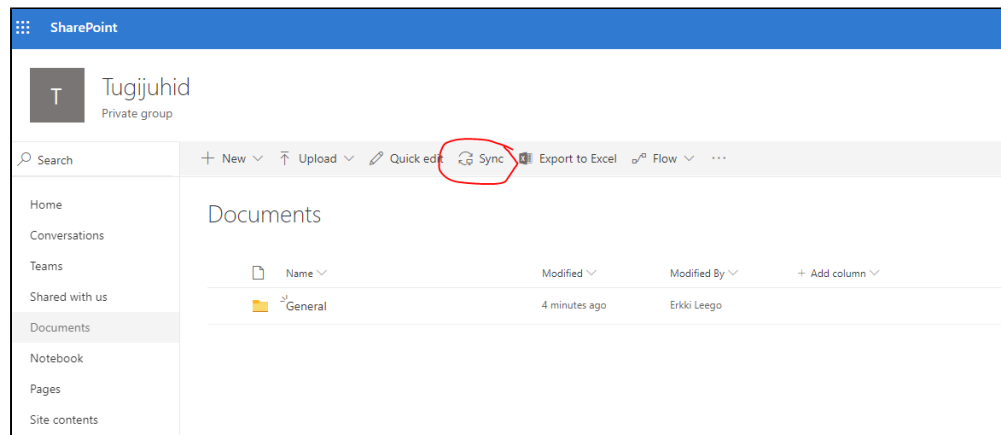 SharePoint
T
Tugijuhid
Private group
Search
New Upload Quick edit Sync Export to Excel Flow ...
Home
Conversations
Teams
Shared with us
Documents
Notebook
Pages
Site contents
Documents
Name Modified Modified By + Add column
General 4 minutes ago Erkki Leego